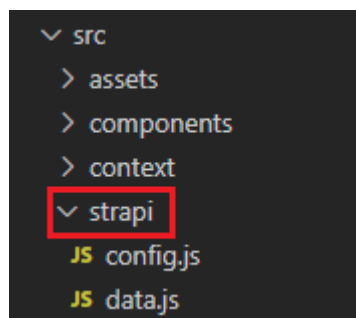 src
assets
components
context
strapi
JS config.js
JS data.js